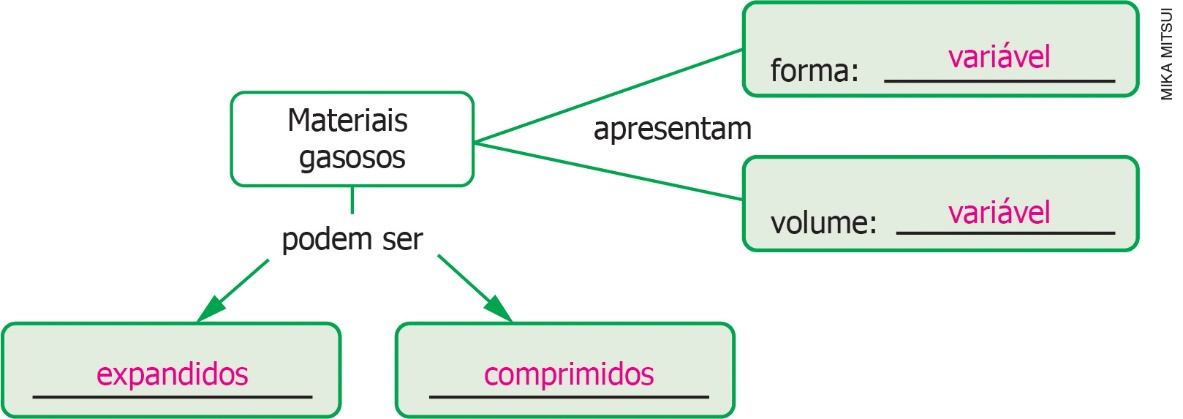 forma: variável
MIKA MITSUI
Materiais
gasosos
apresentam
volume: variável
podem ser
expandidos
comprimidos